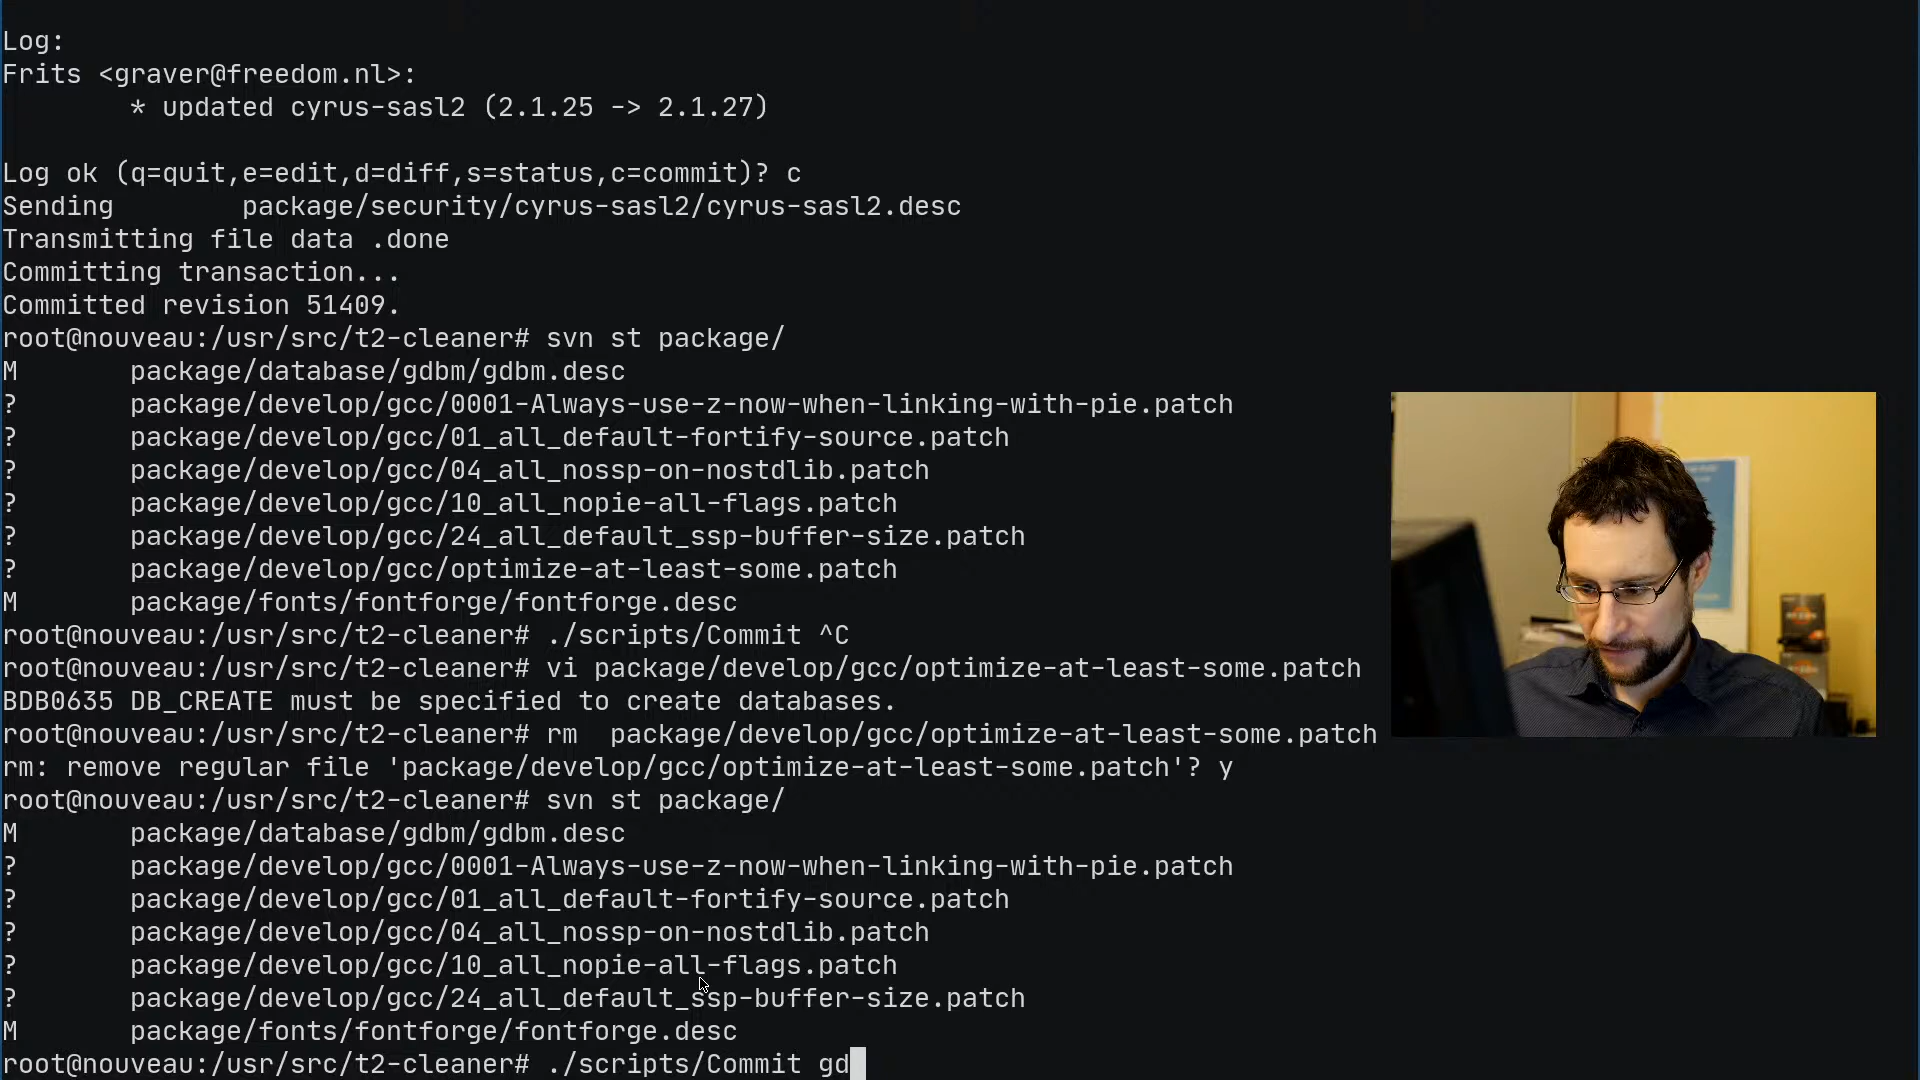 Log:
Frits <graver@freedom.nl>:
        * updated cyrus-sasl2 (2.1.25 -> 2.1.27)
Log ok (q=quit,e=edit,d=diff,s=status,c=commit)? c
Sending        package/security/cyrus-sasl2/cyrus-sasl2.desc
Transmitting file data .done
Committing transaction...
Committed revision 51409.
root@nouveau:/usr/src/t2-cleaner# svn st package/
M       package/database/gdbm/gdbm.desc
?       package/develop/gcc/0001-Always-use-z-now-when-linking-with-pie.patch
?       package/develop/gcc/01_all_default-fortify-source.patch
?       package/develop/gcc/04_all_nossp-on-nostdlib.patch
?       package/develop/gcc/10_all_nopie-all-flags.patch
?       package/develop/gcc/24_all_default_ssp-buffer-size.patch
?       package/develop/gcc/optimize-at-least-some.patch
M       package/fonts/fontforge/fontforge.desc
root@nouveau:/usr/src/t2-cleaner# ./scripts/Commit ^C
root@nouveau:/usr/src/t2-cleaner# vi package/develop/gcc/optimize-at-least-some.patch
BDB0635 DB_CREATE must be specified to create databases.
root@nouveau:/usr/src/t2-cleaner# rm  package/develop/gcc/optimize-at-least-some.patch
rm: remove regular file 'package/develop/gcc/optimize-at-least-some.patch'? y
root@nouveau:/usr/src/t2-cleaner# svn st package/
M       package/database/gdbm/gdbm.desc
?       package/develop/gcc/0001-Always-use-z-now-when-linking-with-pie.patch
?       package/develop/gcc/01_all_default-fortify-source.patch
?       package/develop/gcc/04_all_nossp-on-nostdlib.patch
?       package/develop/gcc/10_all_nopie-all-flags.patch
?       package/develop/gcc/24_all_default_ssp-buffer-size.patch
M       package/fonts/fontforge/fontforge.desc
root@nouveau:/usr/src/t2-cleaner# ./scripts/Commit gd